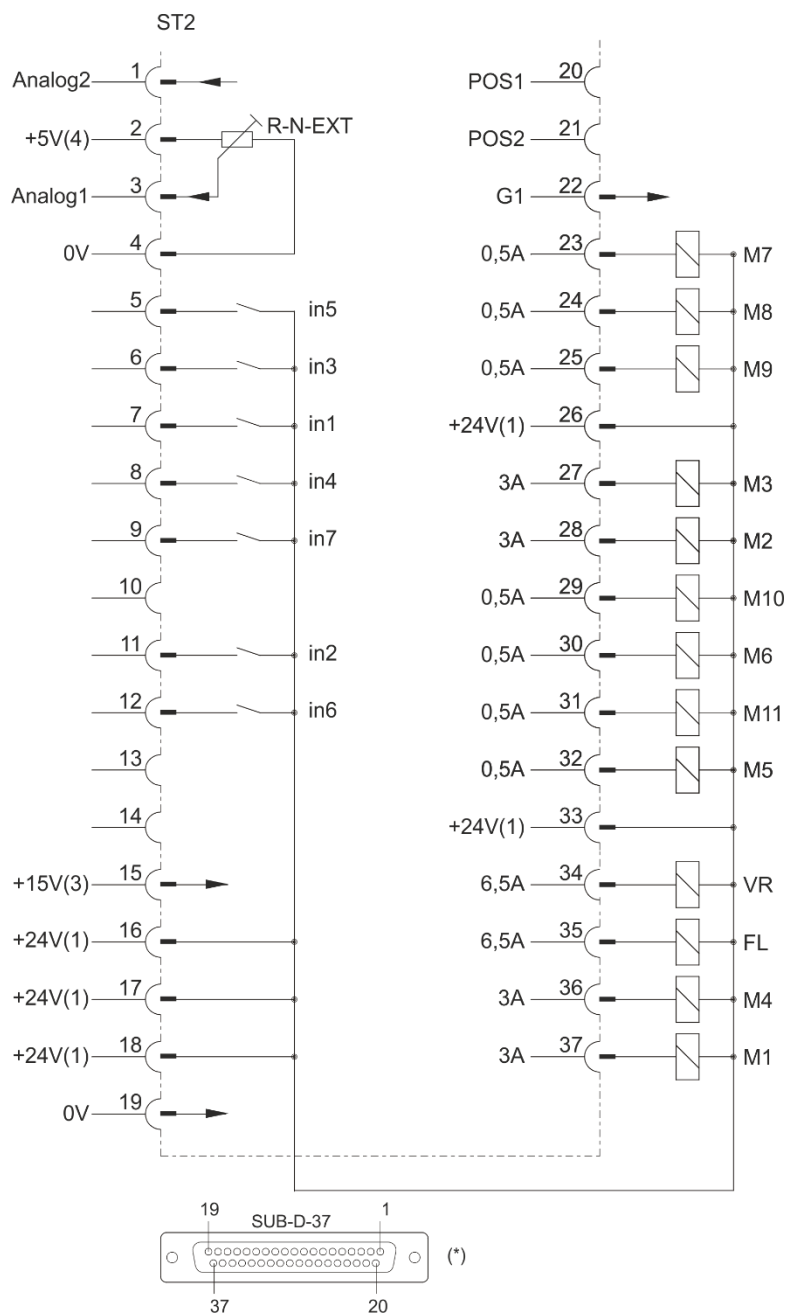 ST2
Analog2 1
+5V(4) 2 R-N-EXT
Analog1 3
0V 4
5 in5
6 in3
7 in1
8 in4
9 in7
10
11 in2
12 in6
13
14
+15V(3) 15
+24V(1) 16
+24V(1) 17
+24V(1) 18
0V 19
POS1 20
POS2 21
G1 22
0,5A 23 M7
0,5A 24 M8
0,5A 25 M9
+24V(1) 26
3A 27 M3
3A 28 M2
0,5A 29 M10
0,5A 30 M6
0,5A 31 M11
0,5A 32 M5
+24V(1) 33
6,5A 34 VR
6,5A 35 FL
3A 36 M4
3A 37 M1
19 SUB-D-37 1
(*)
37 20